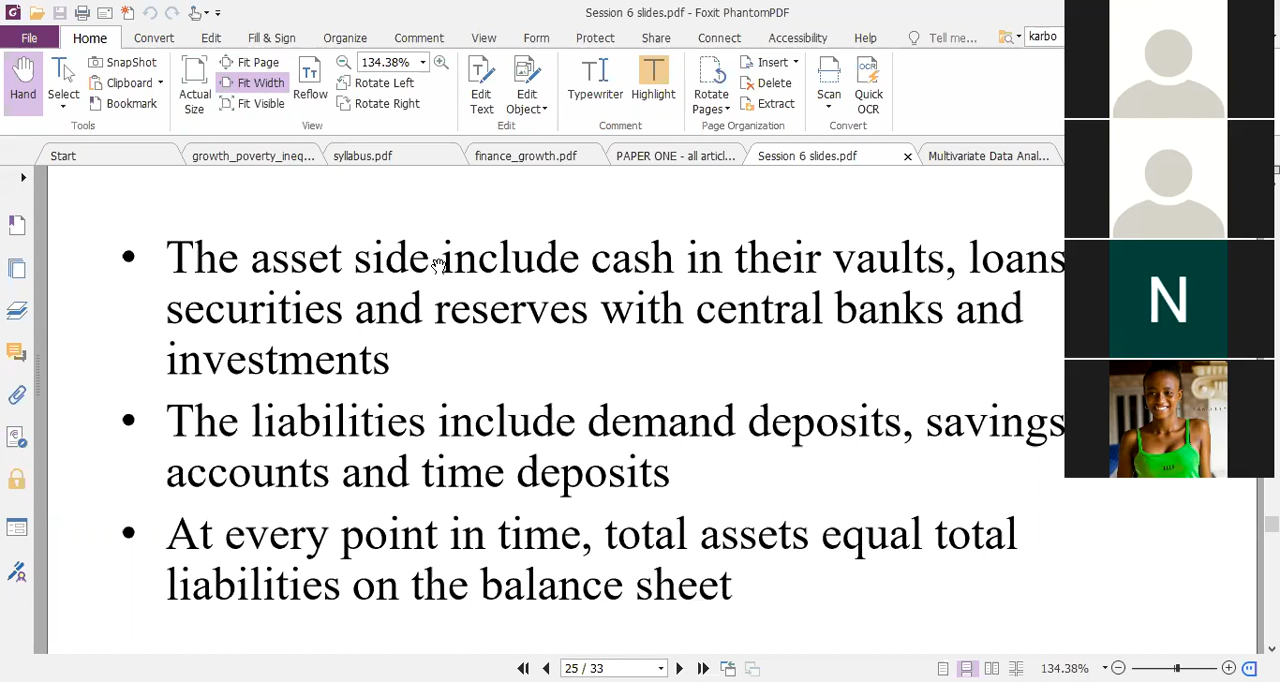 Session 6 slides.pdf - Foxit PhantomPDF
File Home Convert Edit Fill & Sign Organize Comment View Form Protect Share Connect Accessibility Help Tell me... karbo
Hand
Select
SnapShot
Clipboard
Bookmark
Tools
Actual Size
Fit Page
Fit Width
Fit Visible
Reflow
134.38%
Rotate Left
Rotate Right
View
Edit Text
Edit Object
Edit
Typewriter
Highlight
Comment
Rotate Pages
Insert
Delete
Extract
Page Organization
Scan
Quick OCR
Convert
Start growth_poverty_ineq... syllabus.pdf finance_growth.pdf PAPER ONE - all articl... Session 6 slides.pdf Multivariate Data Anal...
• The asset side include cash in their vaults, loans
securities and reserves with central banks and
investments
• The liabilities include demand deposits, savings
accounts and time deposits
• At every point in time, total assets equal total
liabilities on the balance sheet
N
25 / 33
134.38%